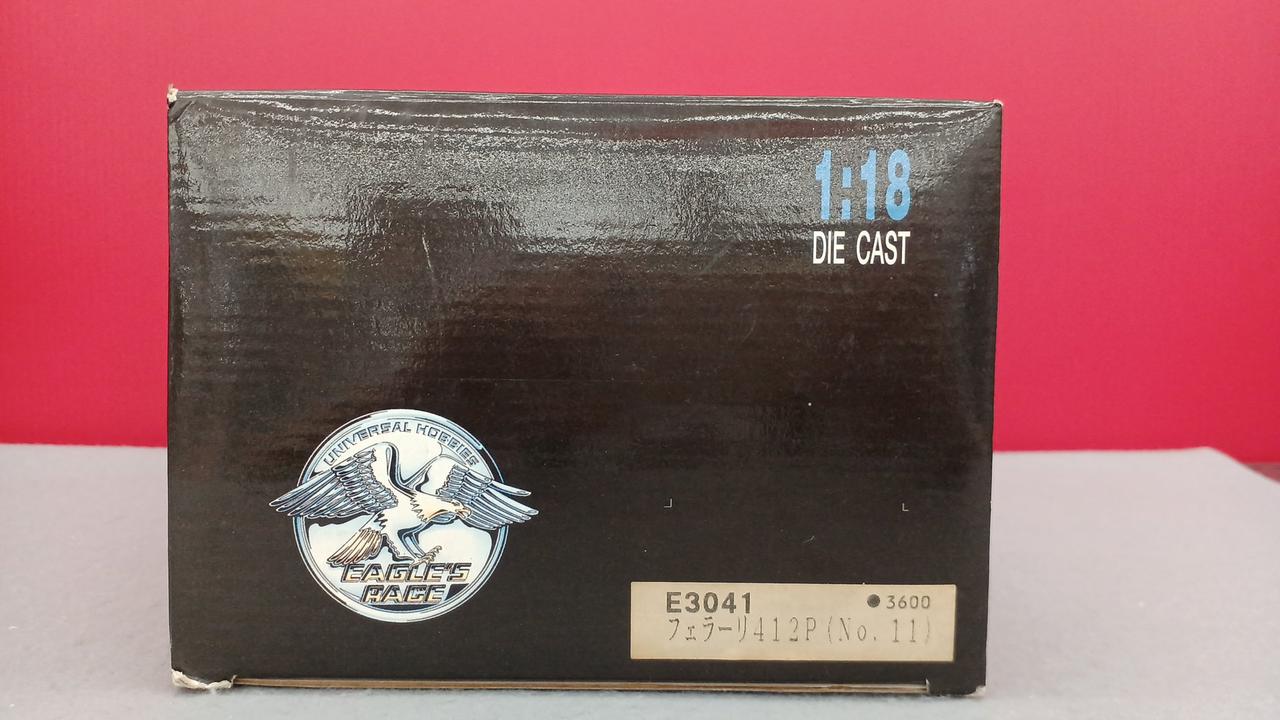 1:18
DIE CAST
UNIVERSAL HOBBIES
EAGLE'S
RACE
E3041 ●3600
フェラーリ412P(No. 11)